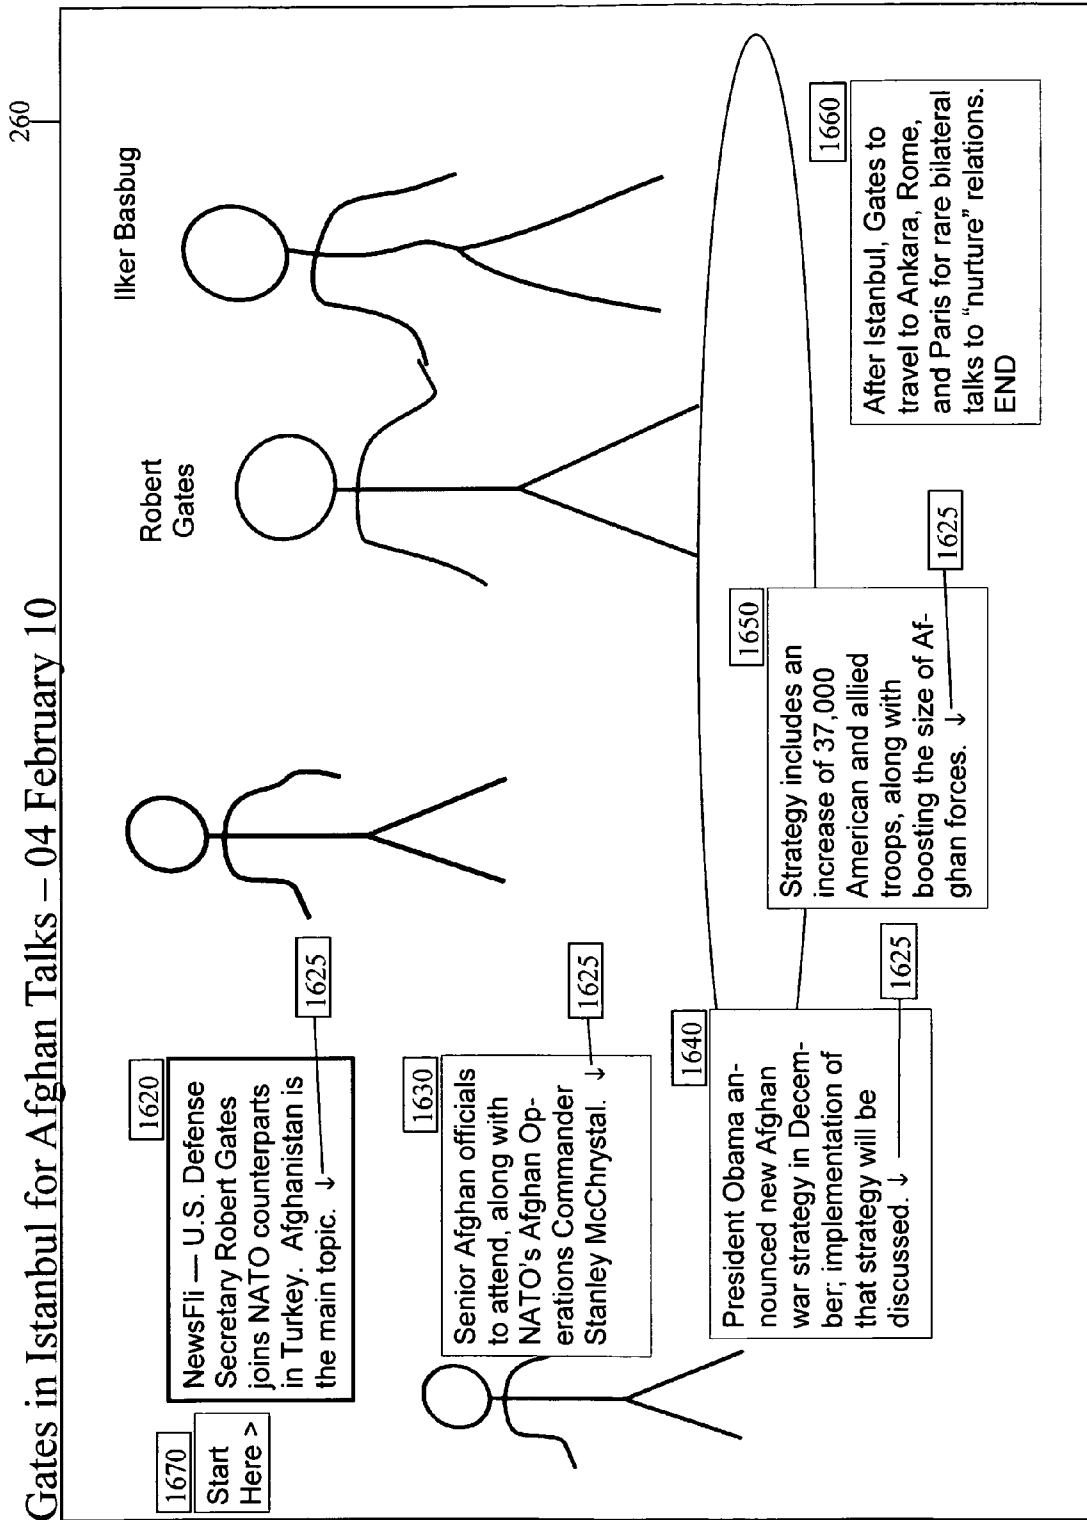 Gates in Istanbul for Afghan Talks – 04 February 10
260
1670
Start
Here >
1620
NewsFli — U.S. Defense
Secretary Robert Gates
joins NATO counterparts
in Turkey. Afghanistan is
the main topic. ↓
1625
Robert
Gates
Ilker Basbug
1630
Senior Afghan officials
to attend, along with
NATO's Afghan Op-
erations Commander
Stanley McChrystal. ↓
1625
1640
President Obama an-
nounced new Afghan
war strategy in Decem-
ber; implementation of
that strategy will be
discussed. ↓
1625
1650
Strategy includes an
increase of 37,000
American and allied
troops, along with
boosting the size of Af-
ghan forces. ↓
1625
1660
After Istanbul, Gates to
travel to Ankara, Rome,
and Paris for rare bilateral
talks to “nurture” relations.
END